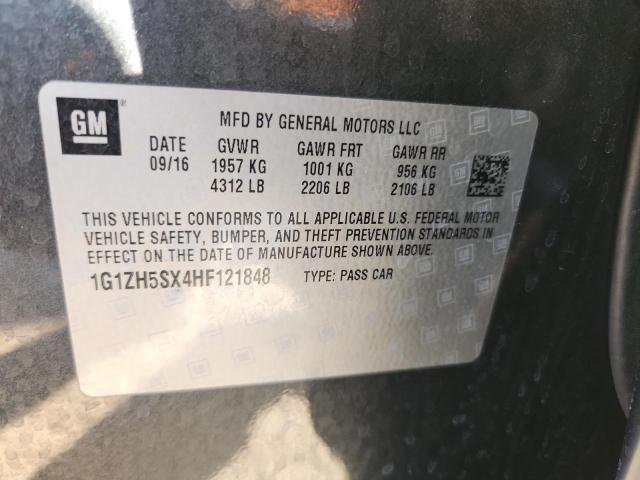 GM ®
MFD BY GENERAL MOTORS LLC
DATE GVWR GAWR FRT GAWR RR
09/16 1957 KG 1001 KG 956 KG
4312 LB 2206 LB 2106 LB
THIS VEHICLE CONFORMS TO ALL APPLICABLE U.S. FEDERAL MOTOR
VEHICLE SAFETY, BUMPER, AND THEFT PREVENTION STANDARDS IN
EFFECT ON THE DATE OF MANUFACTURE SHOWN ABOVE.
1G1ZH5SX4HF121848 TYPE: PASS CAR